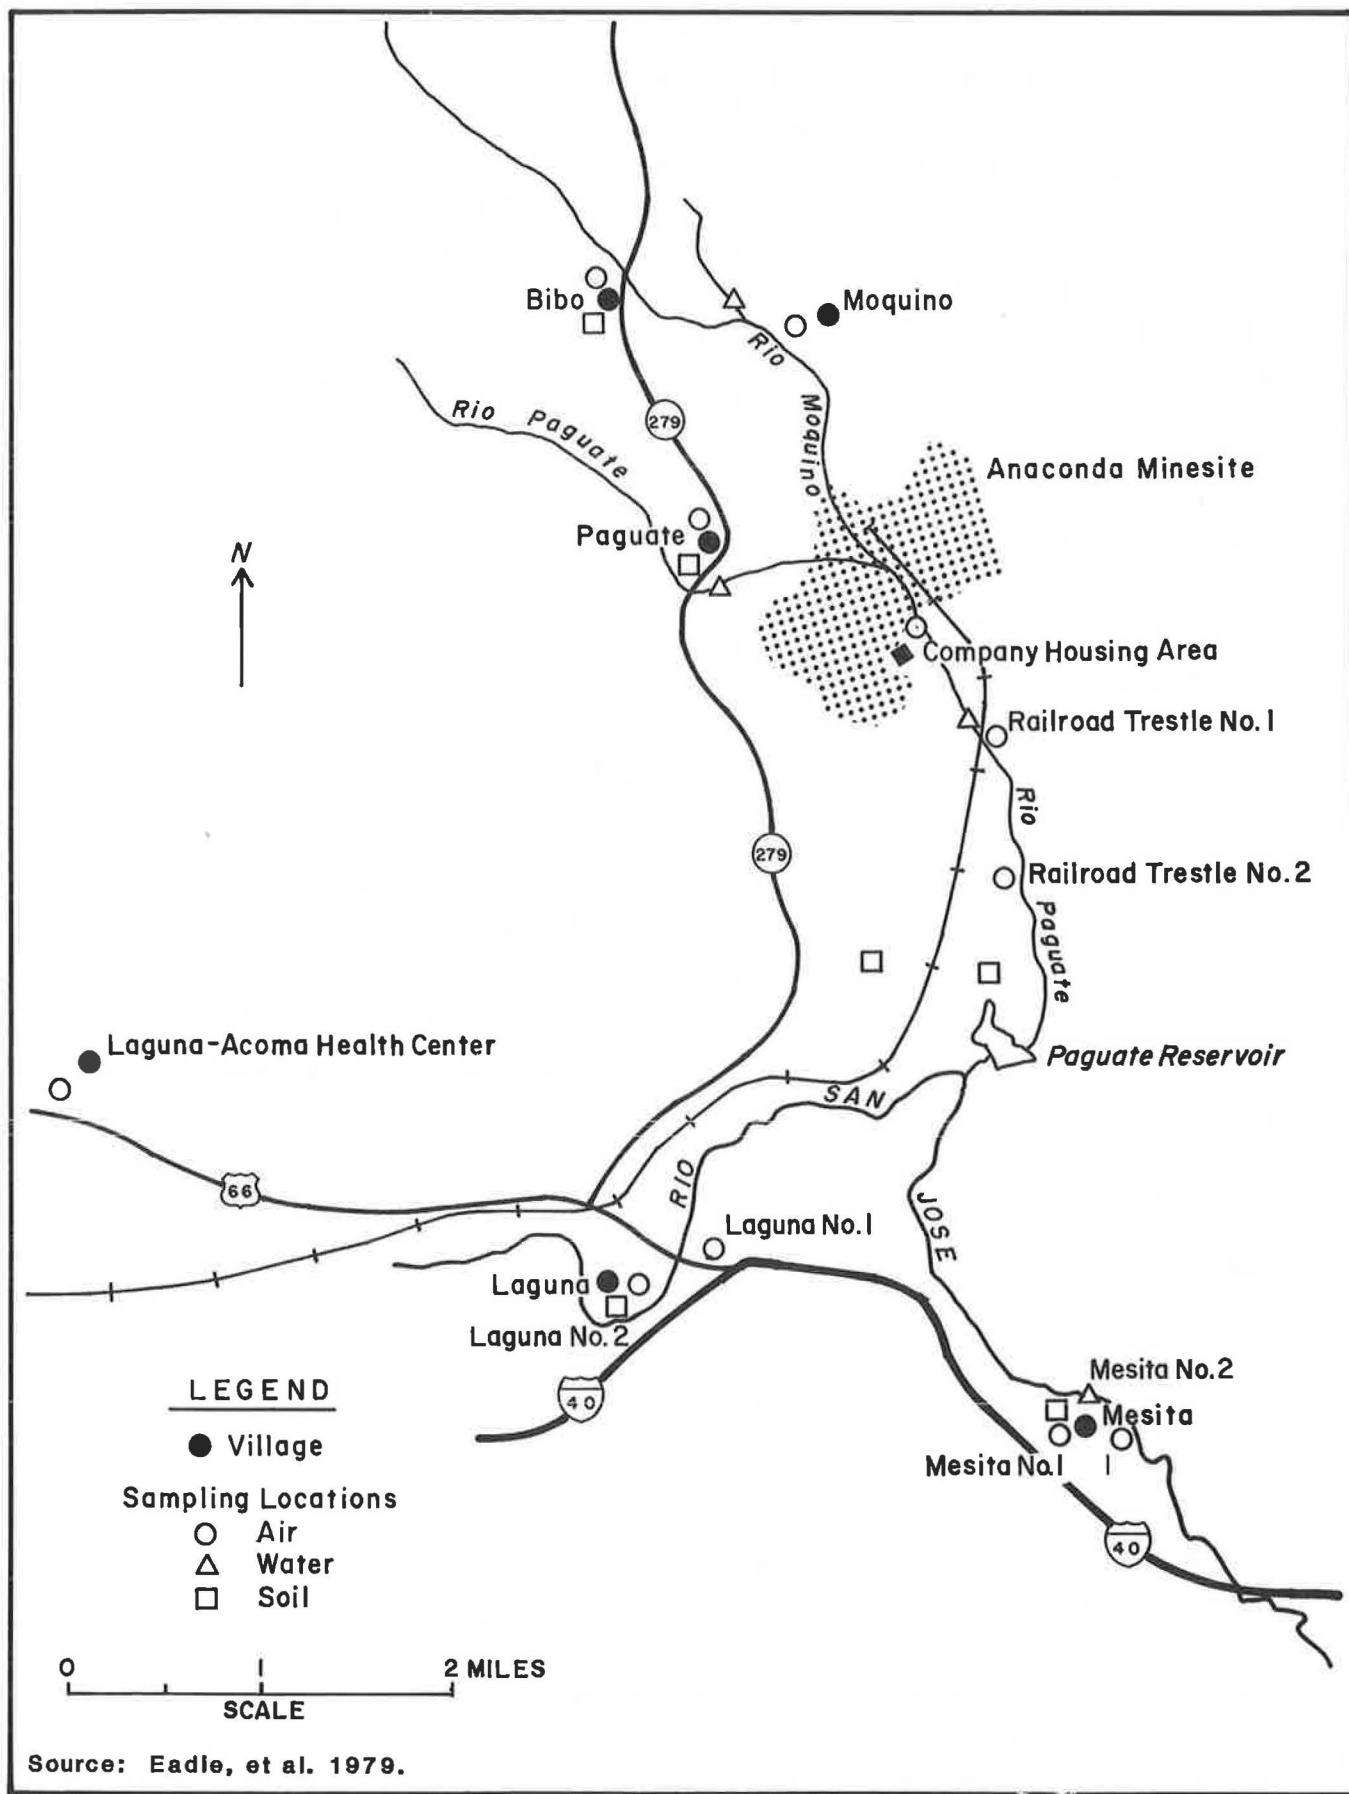 Bibo
Moquino
Rio
Moquino
Rio Paguate
279
Anaconda Minesite
Paguate
N
Company Housing Area
Railroad Trestle No. 1
Rio
Paguate
279
Railroad Trestle No. 2
Laguna-Acoma Health Center
Paguate Reservoir
SAN
RIO
JOSE
66
Laguna No. 1
Laguna
Laguna No. 2
40
Mesita No. 2
Mesita
Mesita No. 1
40
LEGEND
Village
Sampling Locations
Air
Water
Soil
0 1 2 MILES
SCALE
Source: Eadie, et al. 1979.